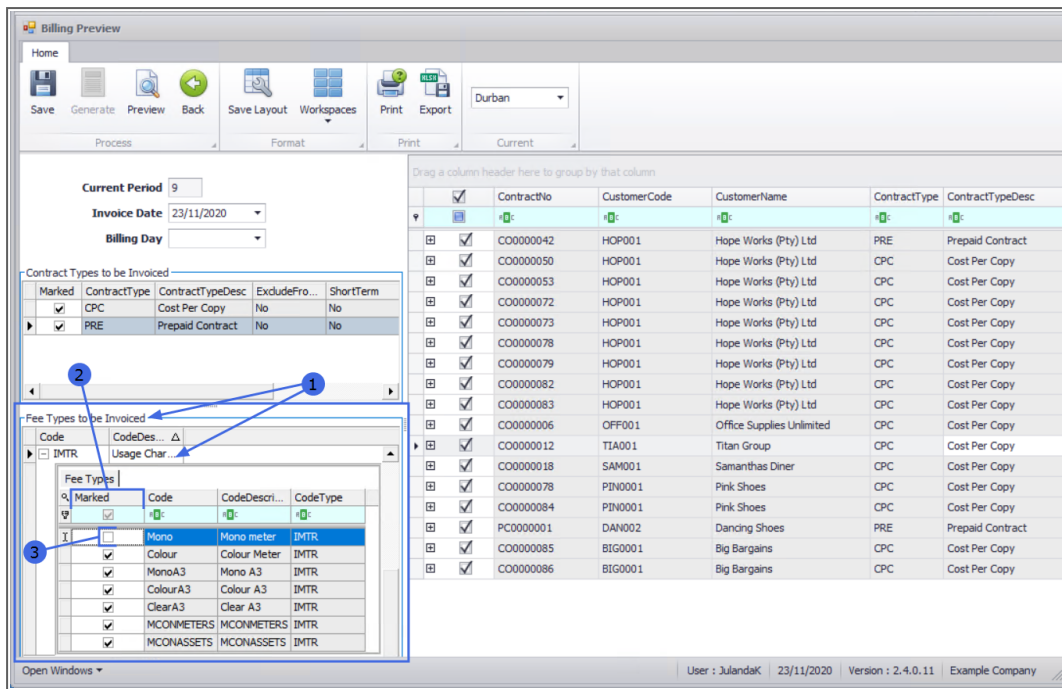 Billing Preview
Home
Save Generate Preview Back Save Layout Workspaces Print Export Durban
Process Format Print Current
Current Period 9
Invoice Date 23/11/2020
Billing Day
Contract Types to be Invoiced
Marked ContractType ContractTypeDesc ExcludeFro... ShortTerm
CPC Cost Per Copy No No
PRE Prepaid Contract No No
2
1
Fee Types to be Invoiced
Code CodeDes...
IMTR Usage Char...
Fee Types
Marked Code CodeDescri... CodeType
Mono Mono meter IMTR
3
Colour Colour Meter IMTR
MonoA3 Mono A3 IMTR
ColourA3 Colour A3 IMTR
ClearA3 Clear A3 IMTR
MCONMETERS MCONMETERS IMTR
MCONASSETS MCONASSETS IMTR
Drag a column header here to group by that column
ContractNo CustomerCode CustomerName ContractType ContractTypeDesc
CO0000042 HOP001 Hope Works (Pty) Ltd PRE Prepaid Contract
CO0000050 HOP001 Hope Works (Pty) Ltd CPC Cost Per Copy
CO0000053 HOP001 Hope Works (Pty) Ltd CPC Cost Per Copy
CO0000072 HOP001 Hope Works (Pty) Ltd CPC Cost Per Copy
CO0000073 HOP001 Hope Works (Pty) Ltd CPC Cost Per Copy
CO0000078 HOP001 Hope Works (Pty) Ltd CPC Cost Per Copy
CO0000079 HOP001 Hope Works (Pty) Ltd CPC Cost Per Copy
CO0000082 HOP001 Hope Works (Pty) Ltd CPC Cost Per Copy
CO0000083 HOP001 Hope Works (Pty) Ltd CPC Cost Per Copy
CO0000006 OFF001 Office Supplies Unlimited CPC Cost Per Copy
CO0000012 TIA001 Titan Group CPC Cost Per Copy
CO0000018 SAM001 Samanthas Diner CPC Cost Per Copy
CO0000078 PIN0001 Pink Shoes CPC Cost Per Copy
CO0000084 PIN0001 Pink Shoes CPC Cost Per Copy
PC0000001 DAN002 Dancing Shoes PRE Prepaid Contract
CO0000085 BIG0001 Big Bargains CPC Cost Per Copy
CO0000086 BIG0001 Big Bargains CPC Cost Per Copy
Open Windows User : JulandaK 23/11/2020 Version : 2.4.0.11 Example Company